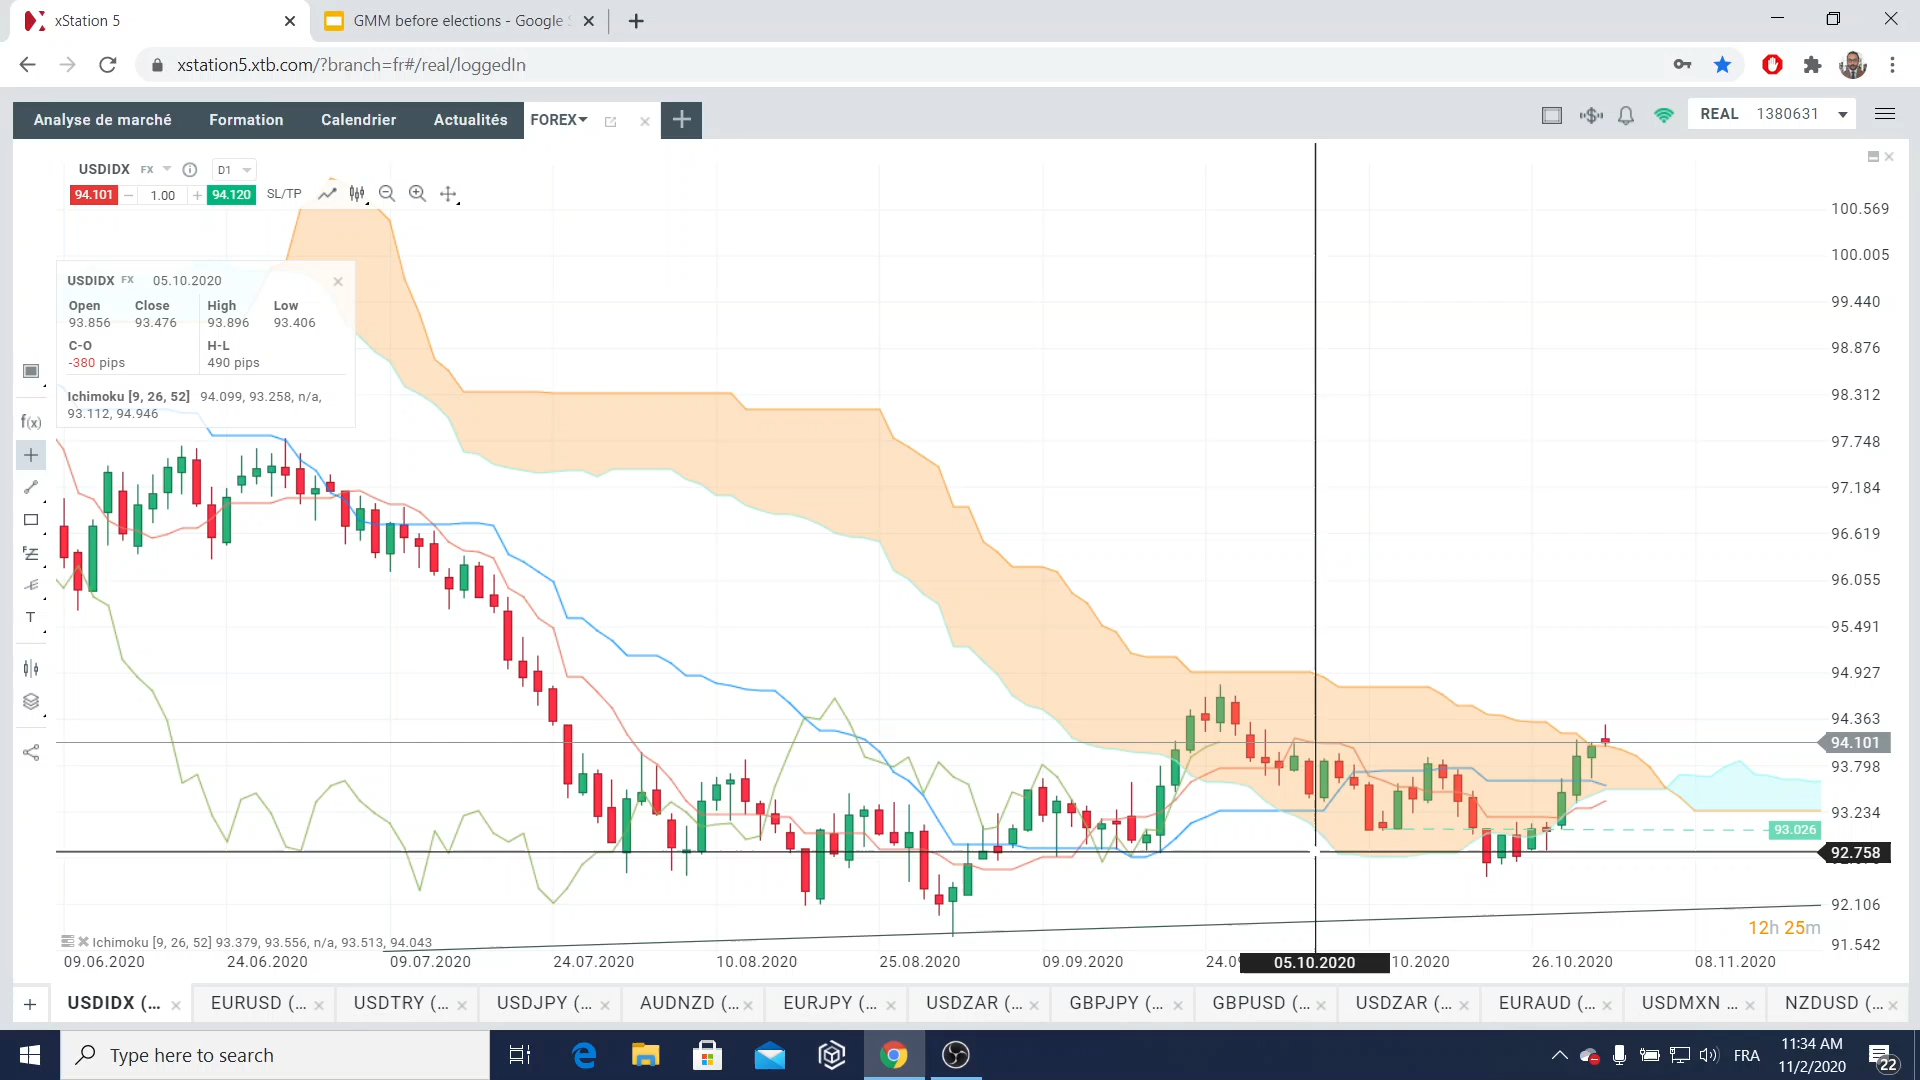 xStation 5
GMM before elections - Google S
xstation5.xtb.com/?branch=fr#/real/loggedIn
Analyse de marché Formation Calendrier Actualités FOREX
REAL 1380631
USDIDX FX D1
94.101 1.00 94.120 SL/TP
USDIDX FX 05.10.2020
Open Close High Low
93.856 93.476 93.896 93.406
C-O H-L
-380 pips 490 pips
Ichimoku [9, 26, 52] 94.099, 93.258, n/a,
93.112, 94.946
f(x)
T
100.569
100.005
99.440
98.876
98.312
97.748
97.184
96.619
96.055
95.491
94.927
94.363
94.101
93.798
93.234
93.026
92.758
92.106
12h 25m
91.542
Ichimoku [9, 26, 52] 93.379, 93.556, n/a, 93.513, 94.043
09.06.2020 24.06.2020 09.07.2020 24.07.2020 10.08.2020 25.08.2020 09.09.2020 24.0 05.10.2020 10.2020 26.10.2020 08.11.2020
+ USDIDX (... EURUSD (... USDTRY (... USDJPY (... AUDNZD (... EURJPY (... USDZAR (... GBPJPY (... GBPUSD (... USDZAR (... EURAUD (... USDMXN ... NZDUSD (...
Type here to search
FRA
11:34 AM
11/2/2020
22